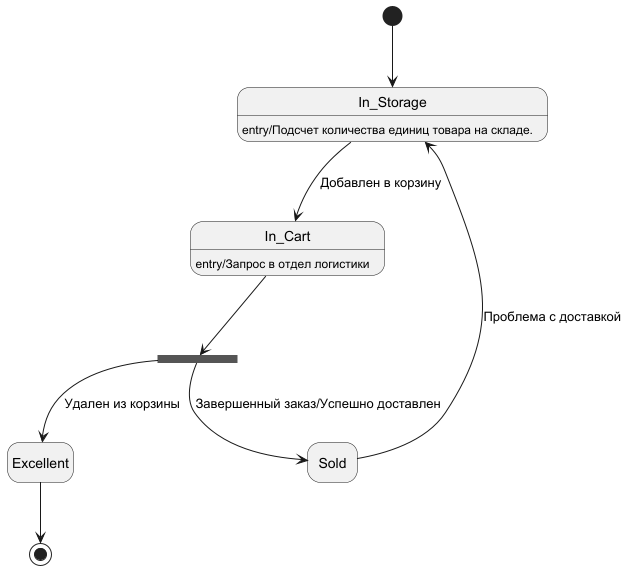 In_Storage
entry/Подсчет количества единиц товара на складе.
Добавлен в корзину
In_Cart
entry/Запрос в отдел логистики
Проблема с доставкой
Удален из корзины
Завершенный заказ/Успешно доставлен
Excellent
Sold